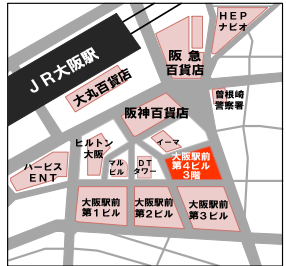 HEP
ナビオ
JR大阪駅
阪急
百貨店
大丸百貨店
曽根崎
警察署
阪神百貨店
ヒルトン
大阪
イーマ
マル
ビル
DT
タワー
大阪駅前
第4ビル
3階
ハービス
ENT
大阪駅前
第1ビル
大阪駅前
第2ビル
大阪駅前
第3ビル